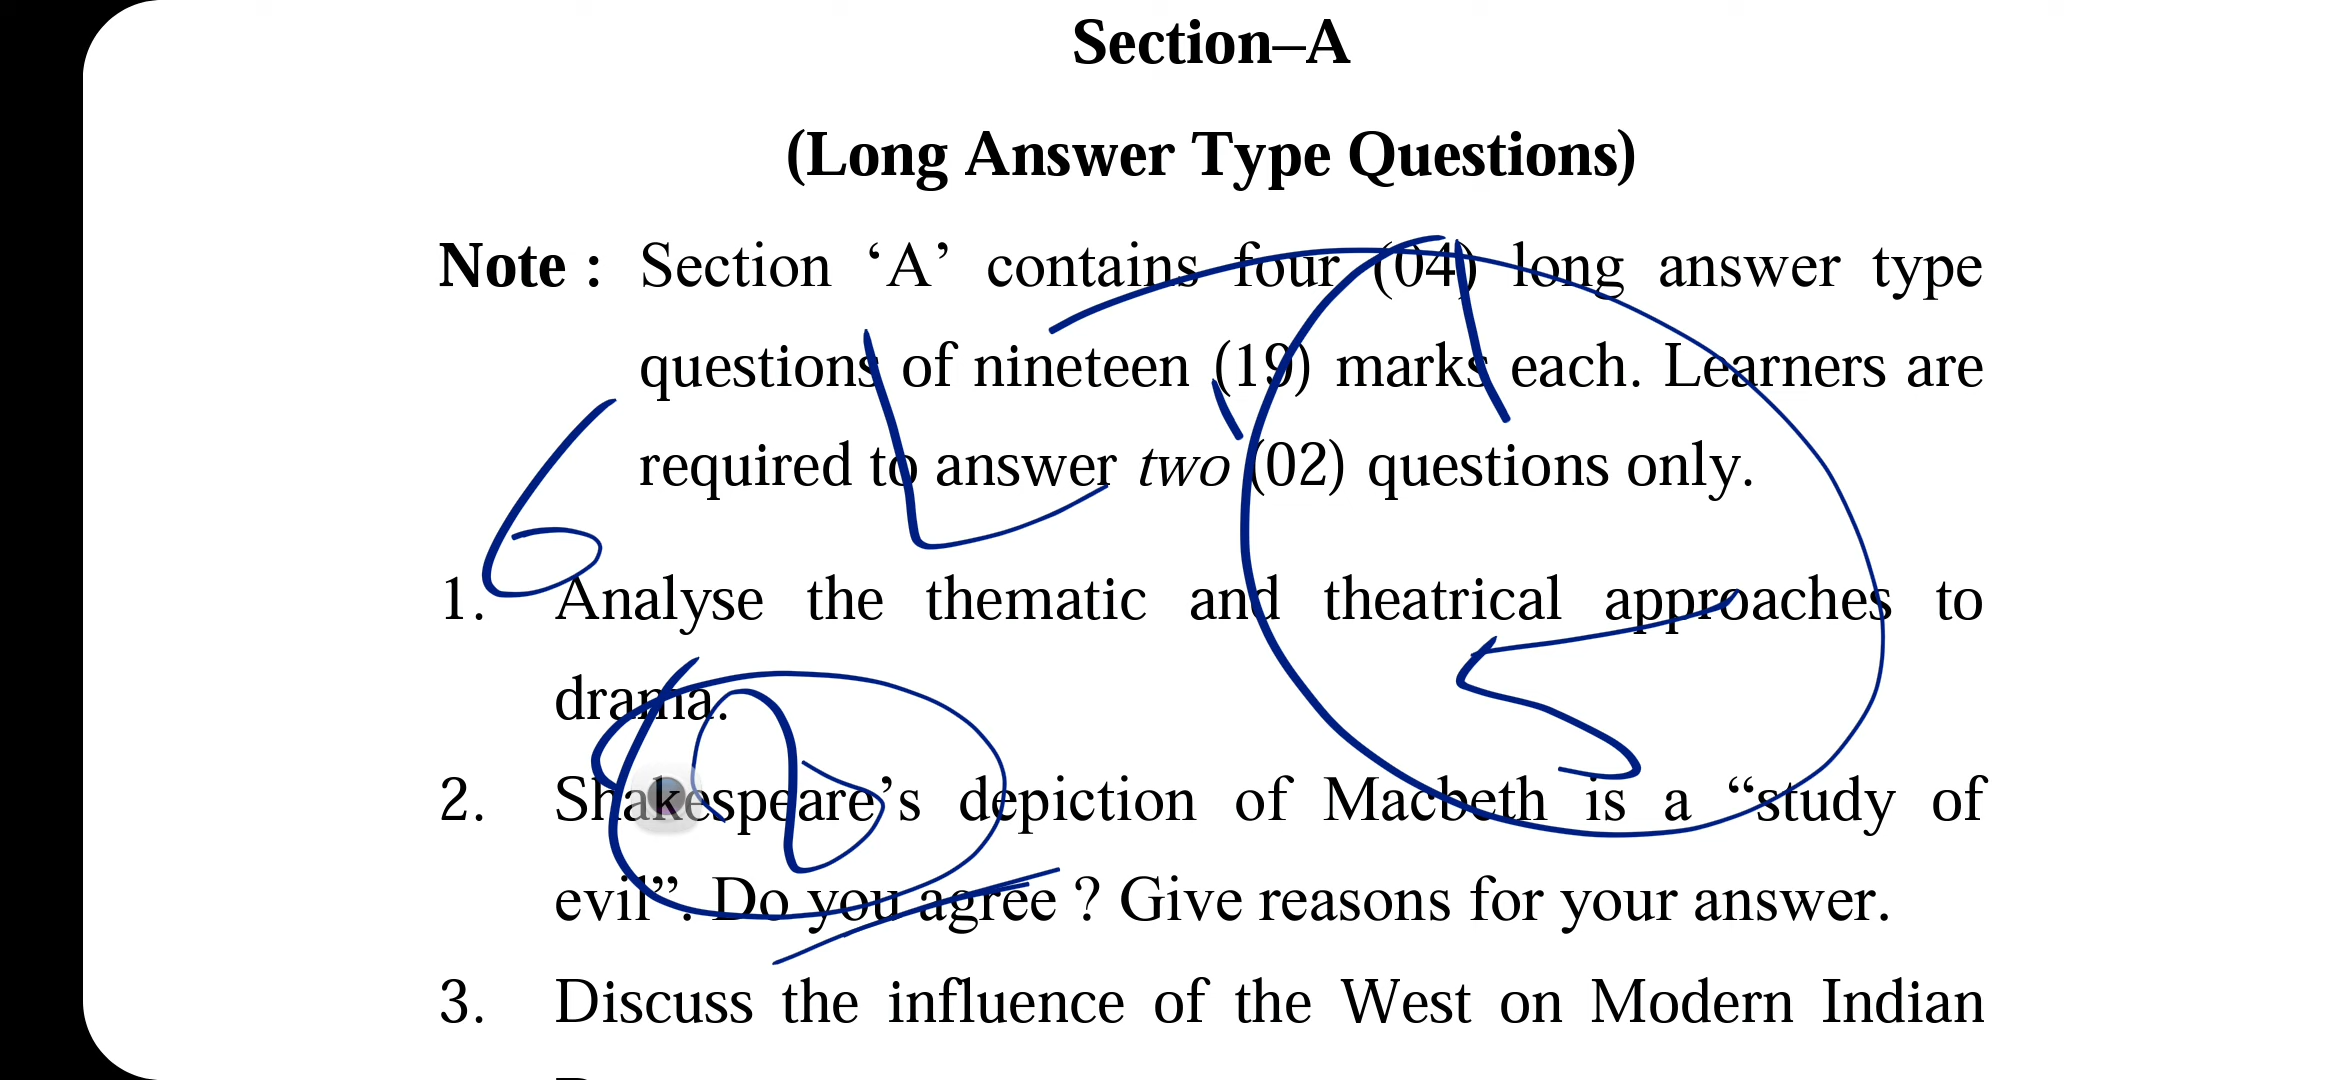 Section–A
(Long Answer Type Questions)
Note : Section ‘A’ contains four (04) long answer type
questions of nineteen (19) marks each. Learners are
required to answer two (02) questions only.
1. Analyse the thematic and theatrical approaches to
drama.
2. Shakespeare’s depiction of Macbeth is a “study of
evil”. Do you agree ? Give reasons for your answer.
3. Discuss the influence of the West on Modern Indian